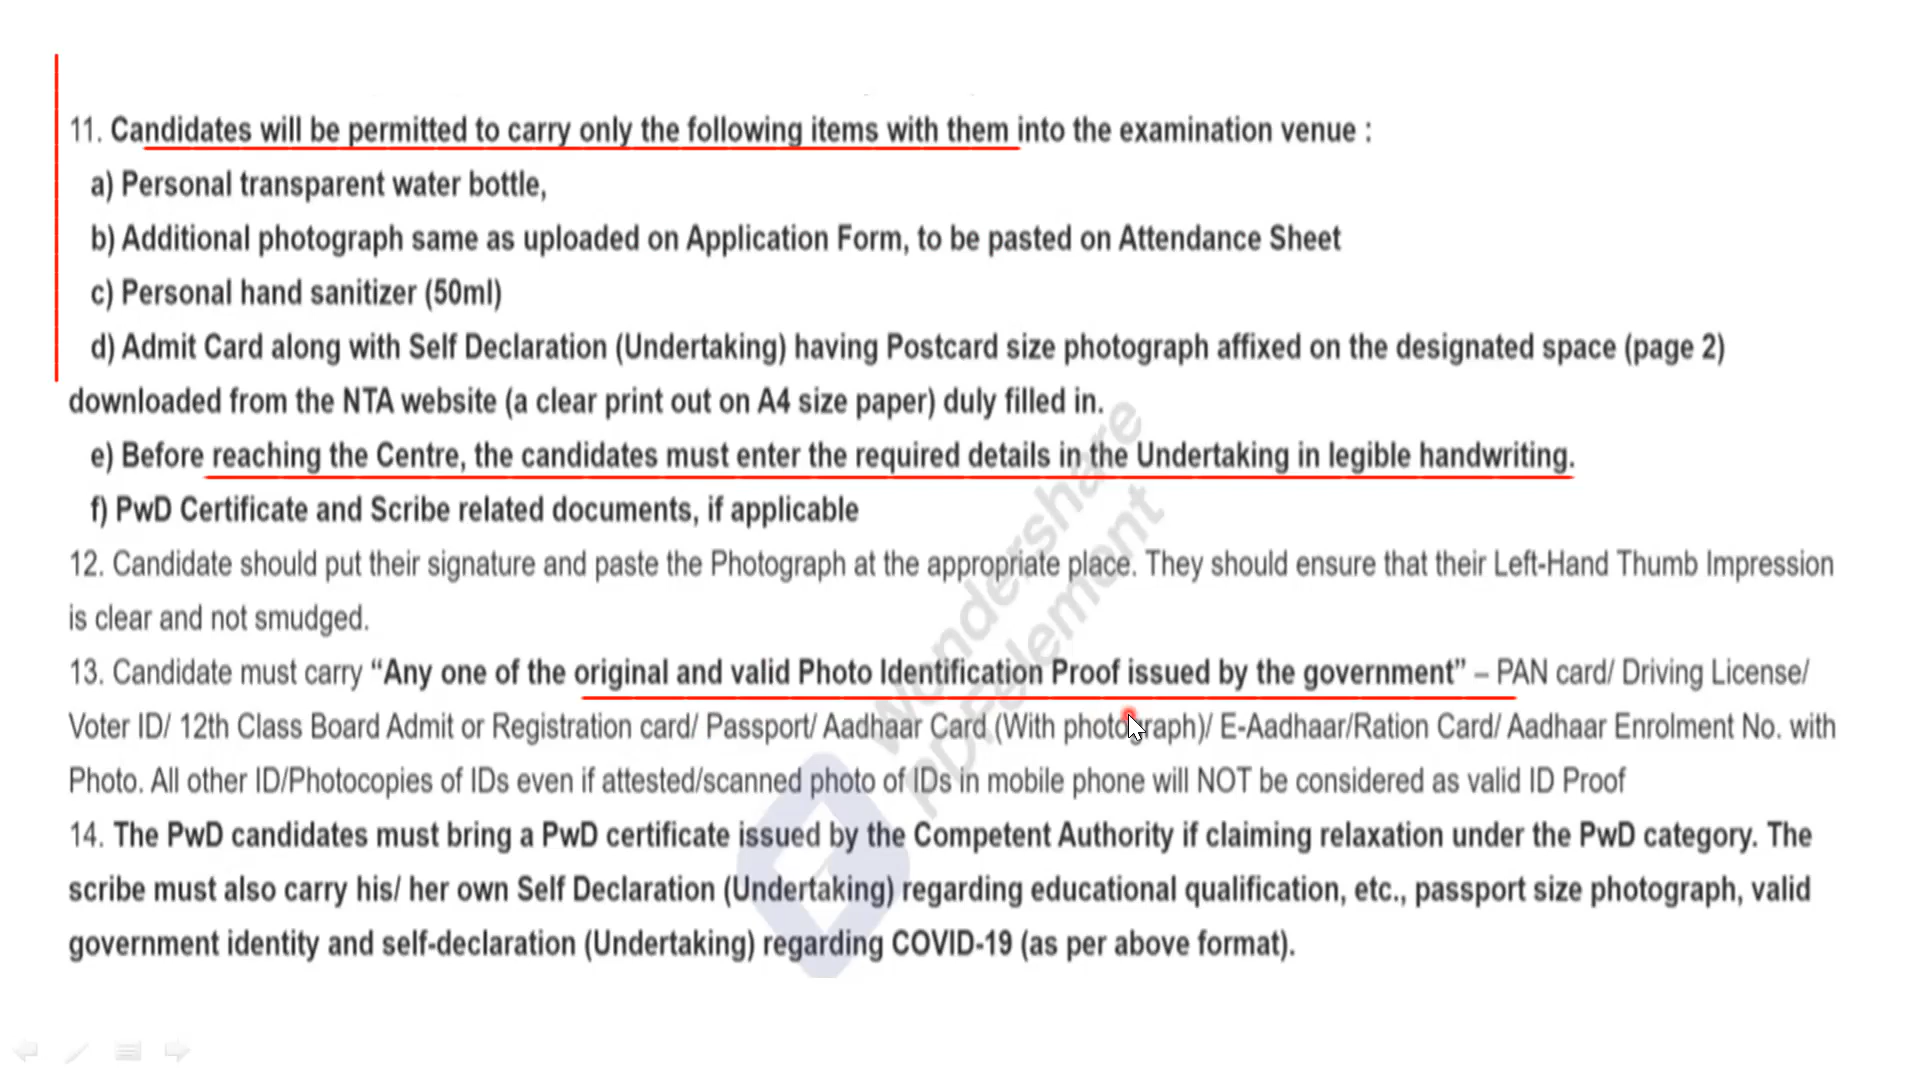 11. Candidates will be permitted to carry only the following items with them into the examination venue :
a) Personal transparent water bottle,
b) Additional photograph same as uploaded on Application Form, to be pasted on Attendance Sheet
c) Personal hand sanitizer (50ml)
d) Admit Card along with Self Declaration (Undertaking) having Postcard size photograph affixed on the designated space (page 2)
downloaded from the NTA website (a clear print out on A4 size paper) duly filled in.
e) Before reaching the Centre, the candidates must enter the required details in the Undertaking in legible handwriting.
f) PwD Certificate and Scribe related documents, if applicable
12. Candidate should put their signature and paste the Photograph at the appropriate place. They should ensure that their Left-Hand Thumb Impression
is clear and not smudged.
13. Candidate must carry “Any one of the original and valid Photo Identification Proof issued by the government” – PAN card/ Driving License/
Voter ID/ 12th Class Board Admit or Registration card/ Passport/ Aadhaar Card (With photograph)/ E-Aadhaar/Ration Card/ Aadhaar Enrolment No. with
Photo. All other ID/Photocopies of IDs even if attested/scanned photo of IDs in mobile phone will NOT be considered as valid ID Proof
14. The PwD candidates must bring a PwD certificate issued by the Competent Authority if claiming relaxation under the PwD category. The
scribe must also carry his/ her own Self Declaration (Undertaking) regarding educational qualification, etc., passport size photograph, valid
government identity and self-declaration (Undertaking) regarding COVID-19 (as per above format).
Wondershare
PDFelement